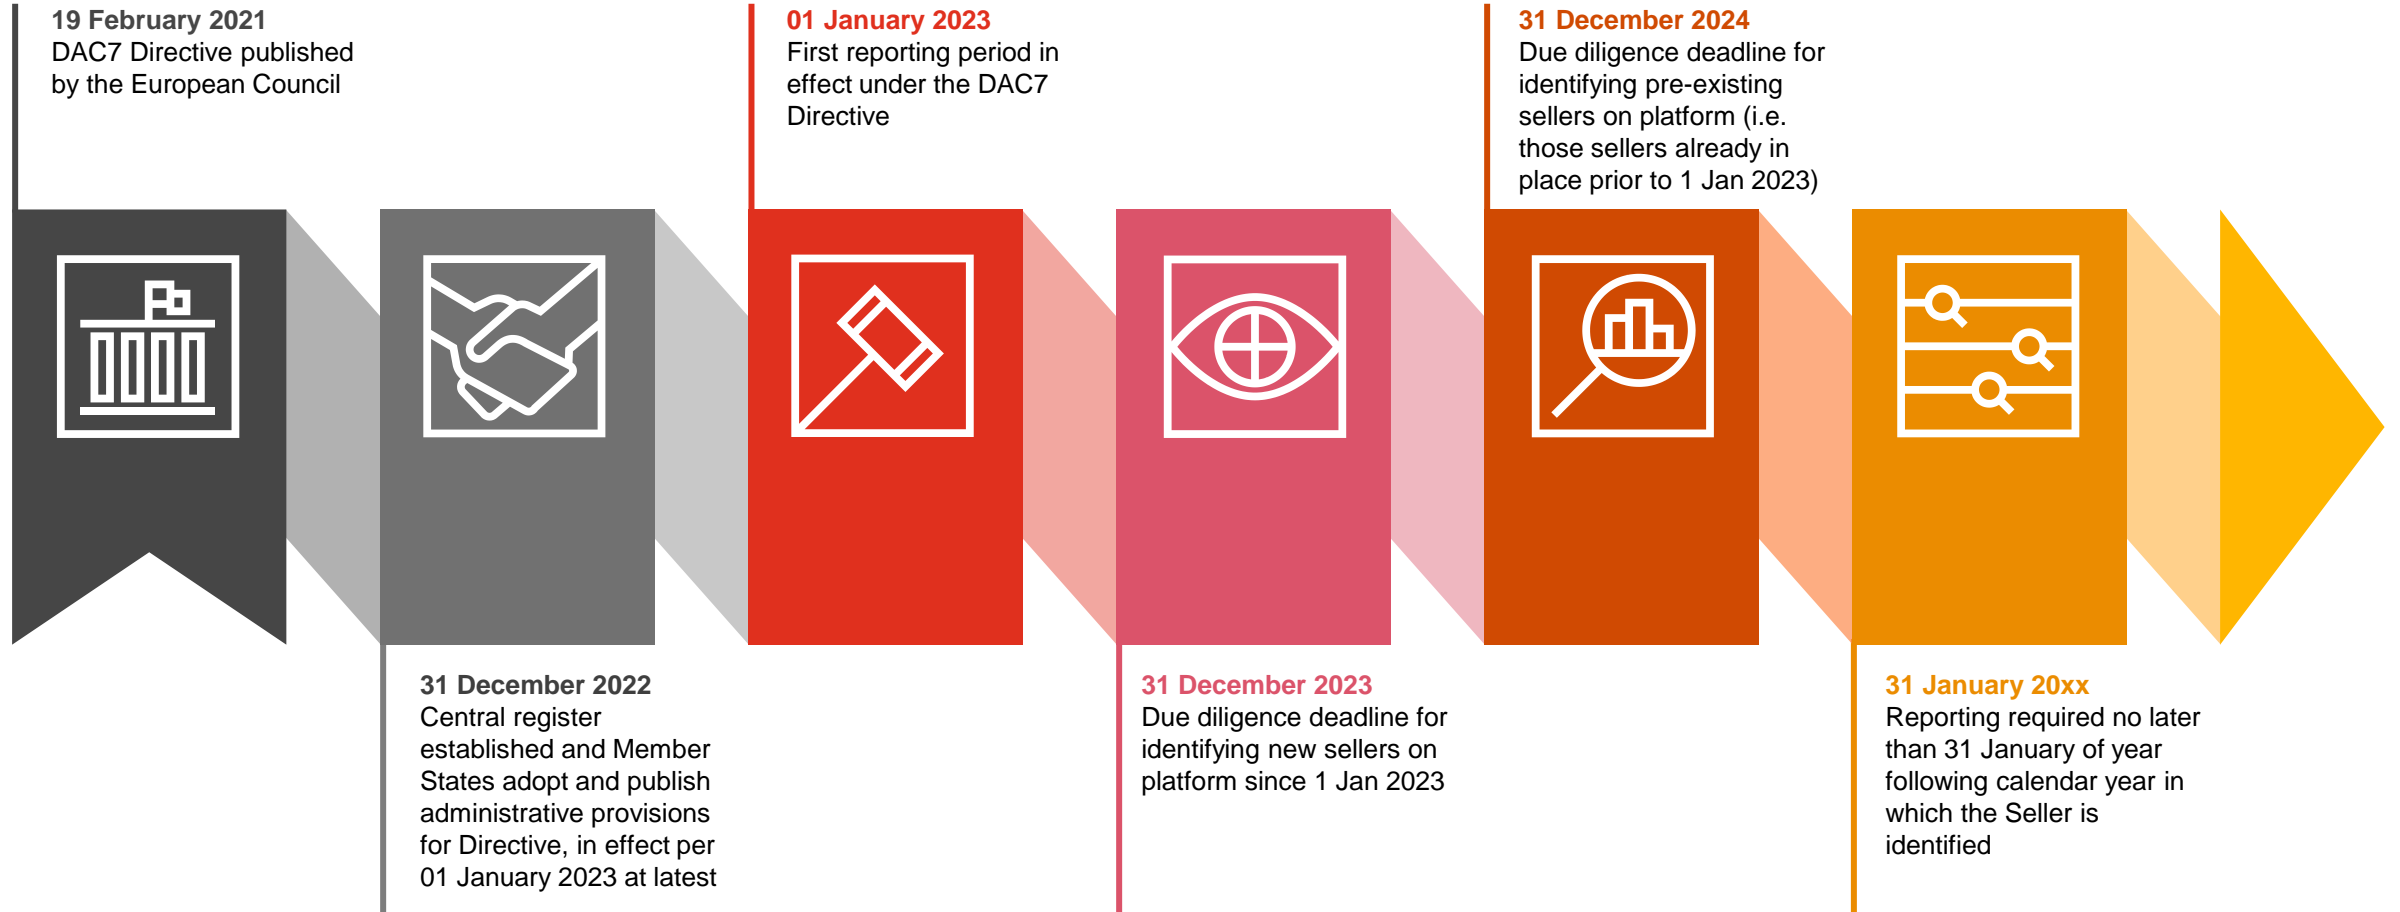 19 February 2021
DAC7 Directive published
by the European Council
31 December 2022
Central register
established and Member
States adopt and publish
administrative provisions
for Directive, in effect per
01 January 2023 at latest
01 January 2023
First reporting period in
effect under the DAC7
Directive
31 December 2023
Due diligence deadline for
identifying new sellers on
platform since 1 Jan 2023
31 December 2024
Due diligence deadline for
identifying pre-existing
sellers on platform (i.e.
those sellers already in
place prior to 1 Jan 2023)
31 January 20xx
Reporting required no later
than 31 January of year
following calendar year in
which the Seller is
identified